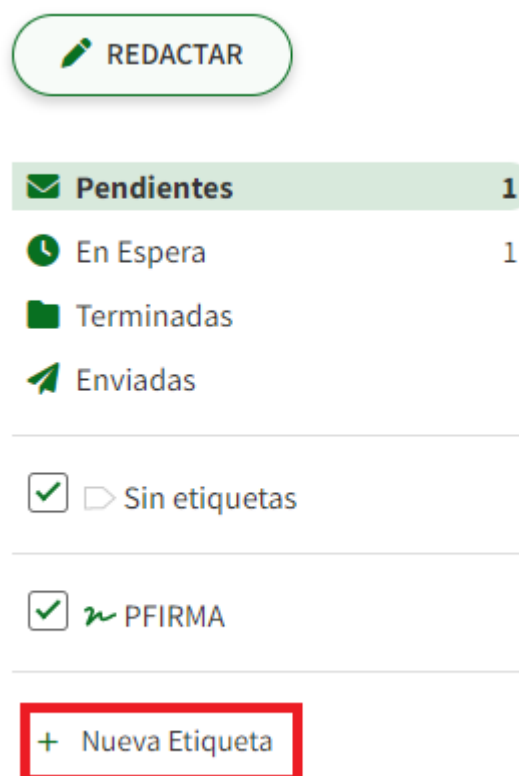 REDACTAR
Pendientes 1
En Espera 1
Terminadas
Enviadas
Sin etiquetas
PFIRMA
+ Nueva Etiqueta